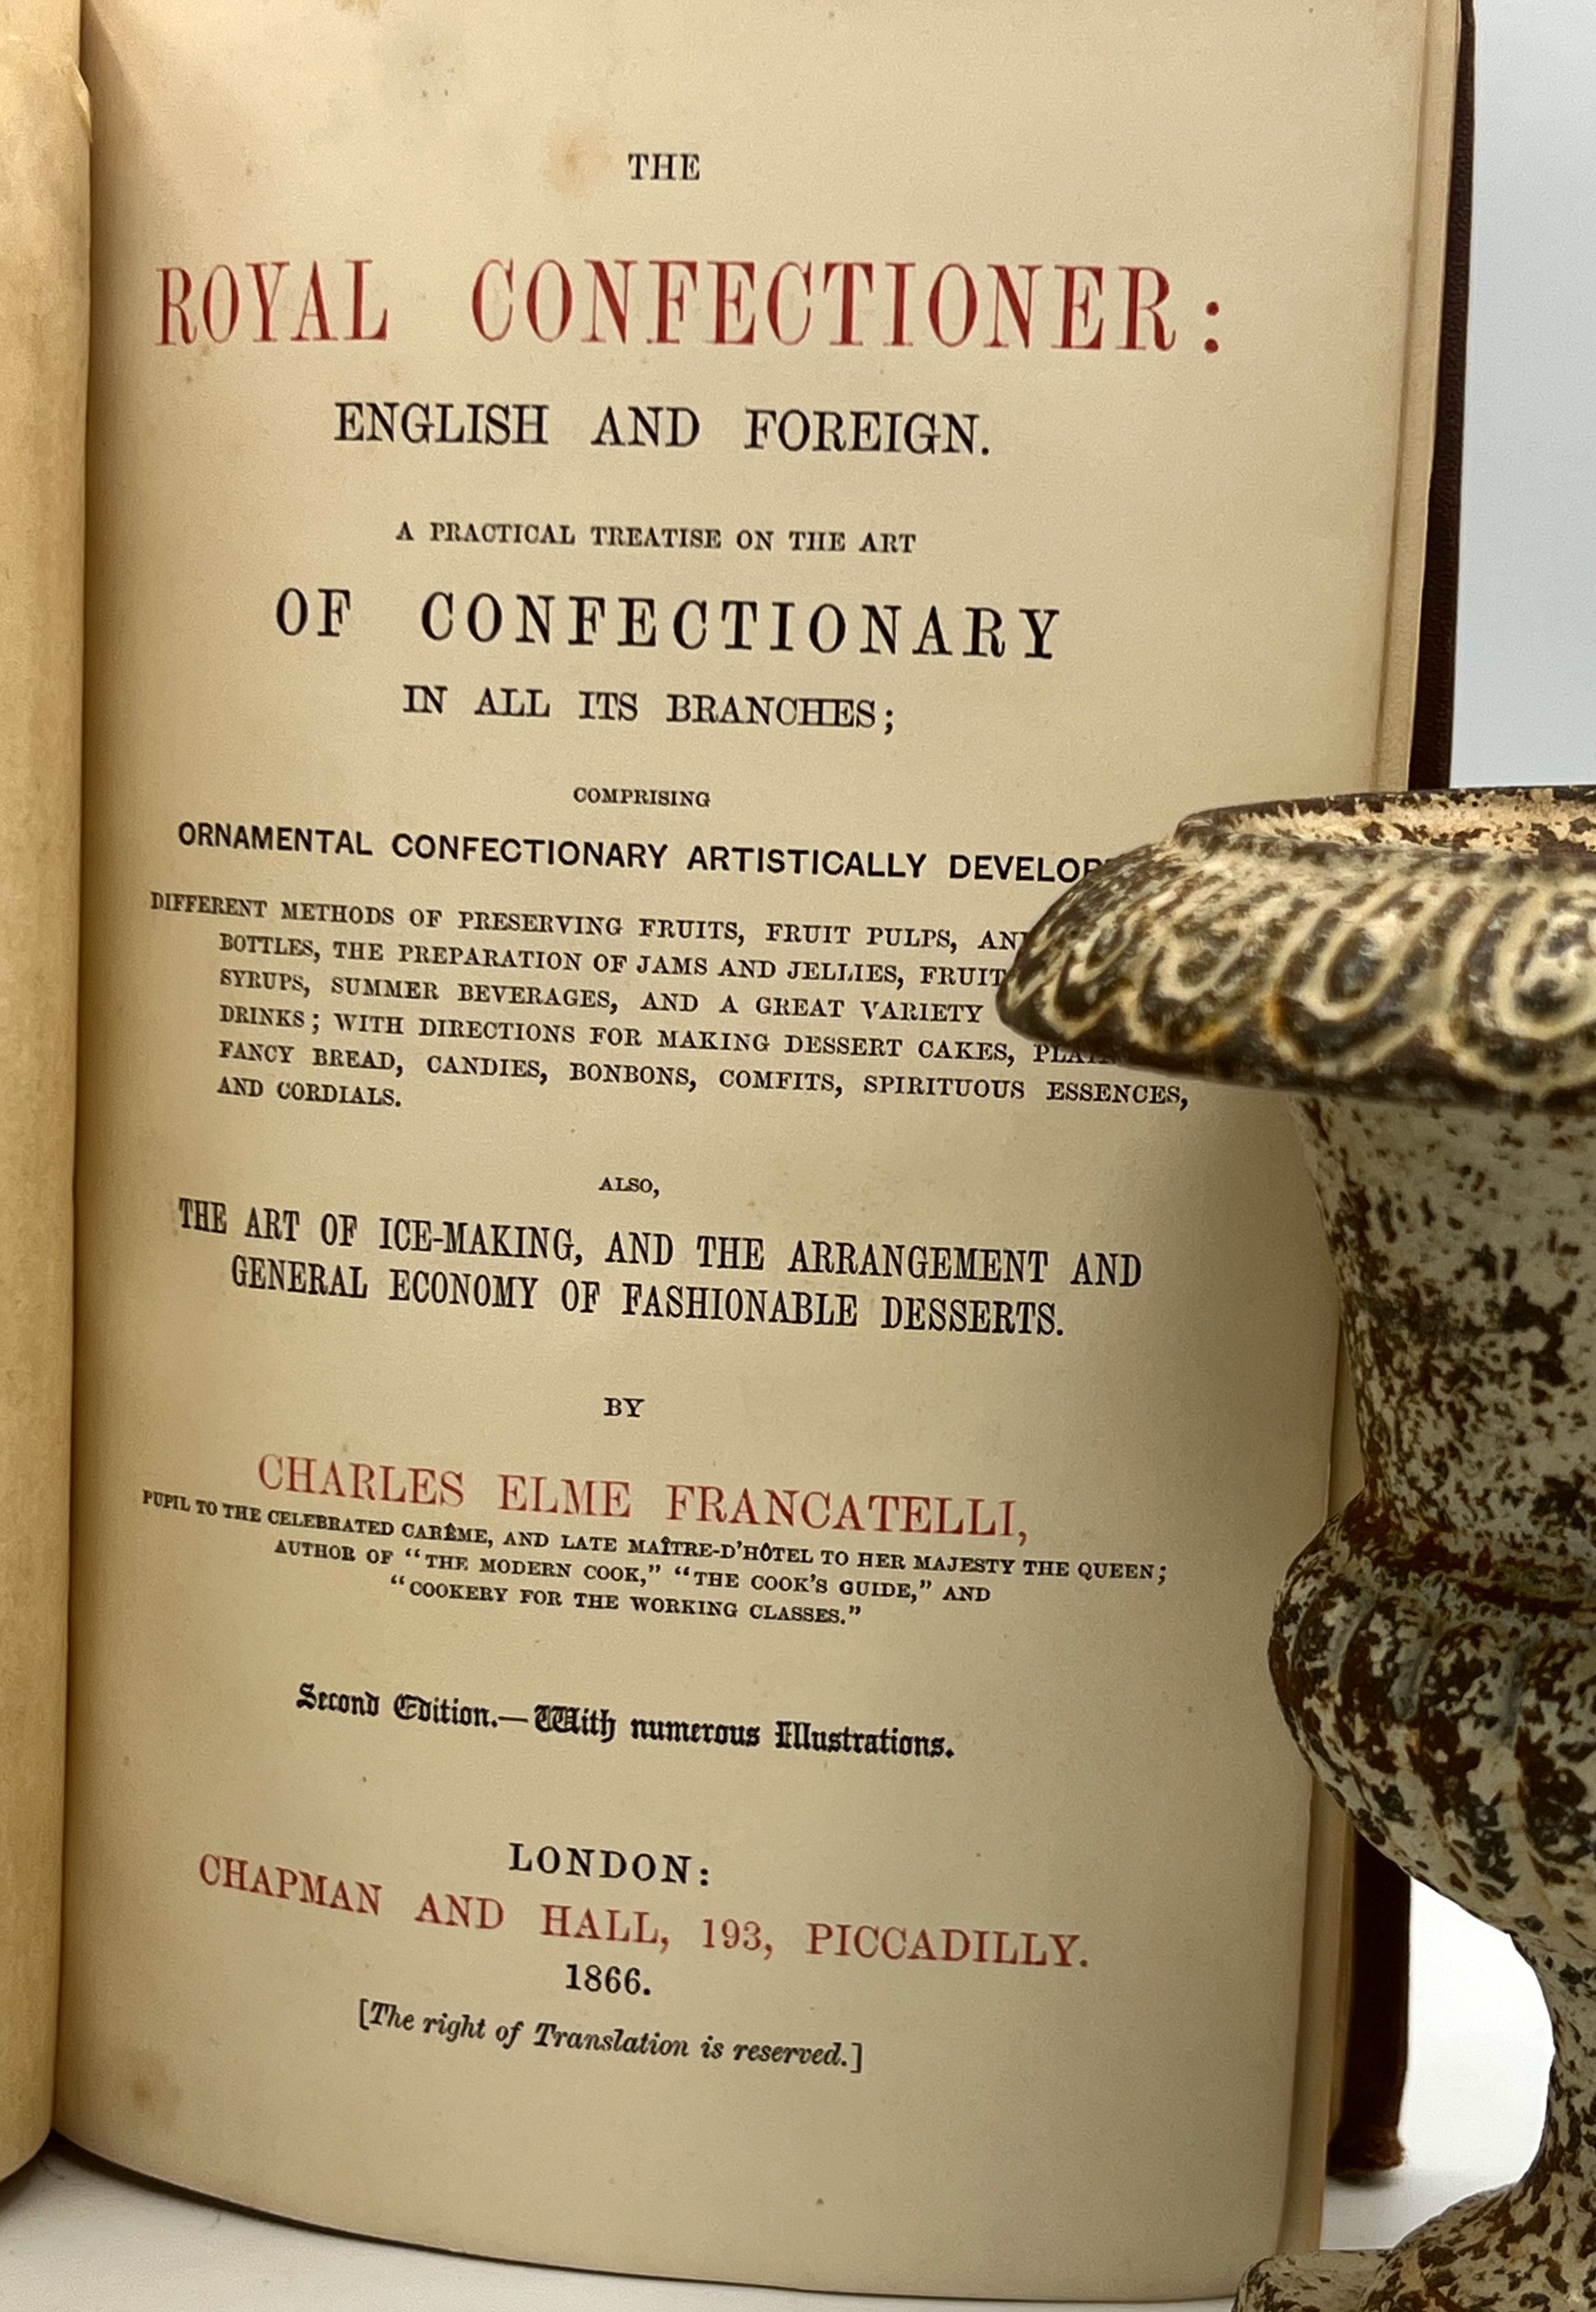 THE
ROYAL CONFECTIONER:
ENGLISH AND FOREIGN.
A PRACTICAL TREATISE ON THE ART
OF CONFECTIONARY
IN ALL ITS BRANCHES;
COMPRISING
ORNAMENTAL CONFECTIONARY ARTISTICALLY
DIFFERENT METHODS OF PRESERVING FRUITS, FRUIT PULPS,
BOTTLES, THE PREPARATION OF JAMS AND JELLIES, FRUIT
SYRUPS, SUMMER BEVERAGES, AND A GREAT VARIETY
DRINKS; WITH DIRECTIONS FOR MAKING DESSERT CAKES,
FANCY BREAD, CANDIES, BONBONS, COMFITS, SPIRITUOUS ESSENCES,
AND CORDIALS.
ALSO,
THE ART OF ICE-MAKING, AND THE ARRANGEMENT AND
GENERAL ECONOMY OF FASHIONABLE DESSERTS.
BY
CHARLES ELME FRANCATELLI,
PUPIL TO THE CELEBRATED CARÊME, AND LATE MAÎTRE-D'HÔTEL TO HER MAJESTY THE QUEEN;
AUTHOR OF "THE MODERN COOK," "THE COOK'S GUIDE," AND
"COOKERY FOR THE WORKING CLASSES."
Second Edition.—With numerous Illustrations.
LONDON:
CHAPMAN AND HALL, 193, PICCADILLY.
1866.
[The right of Translation is reserved.]